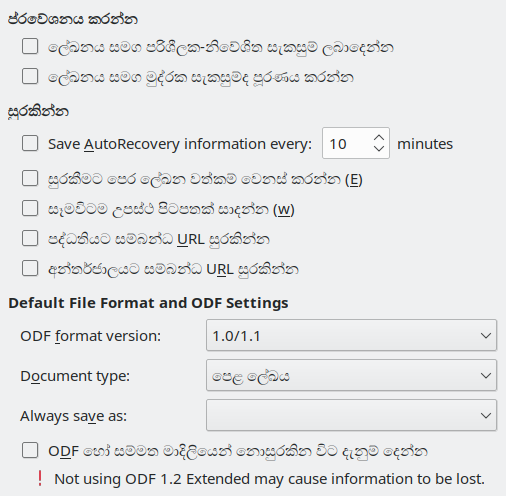 ප්රවේශනය කරන්න
ලේඛනය සමග පරිශීලක-නිවේශිත සැකසුම් ලබාදෙන්න
ලේඛනය සමග මුද්රක සැකසුම්ද පූරණය කරන්න
සුරකින්න
Save AutoRecovery information every: 10 minutes
සුරකීමට පෙර ලේඛන වත්කම් වෙනස් කරන්න (E)
සෑමවිටම උපස්ථ පිටපතක් සාදන්න (w)
පද්ධතියට සම්බන්ධ URL සුරකින්න
අන්තර්ජාලයට සම්බන්ධ URL සුරකින්න
Default File Format and ODF Settings
ODF format version: 1.0/1.1
Document type: පෙළ ලේඛය
Always save as:
ODF හෝ සම්මත මාදිලියෙන් නොසුරකින විට දැනුම් දෙන්න
! Not using ODF 1.2 Extended may cause information to be lost.